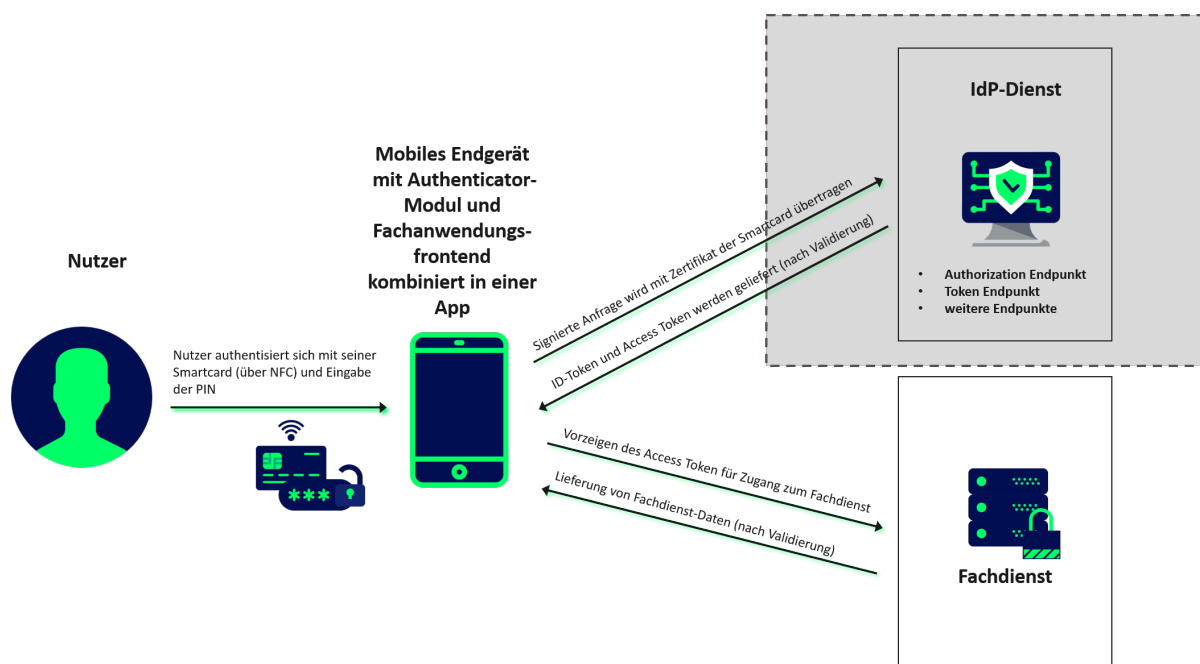 Nutzer
Nutzer authentisiert sich mit seiner
Smartcard (über NFC) und Eingabe
der PIN
***
Mobiles Endgerät
mit Authenticator-
Modul und
Fachanwendungs-
frontend
kombiniert in einer
App
Signierte Anfrage wird mit Zertifikat der Smartcard übertragen
ID-Token und Access Token werden geliefert (nach Validierung)
Vorzeigen des Access Token für Zugang zum Fachdienst
Lieferung von Fachdienst-Daten (nach Validierung)
IdP-Dienst
• Authorization Endpunkt
• Token Endpunkt
• weitere Endpunkte
Fachdienst